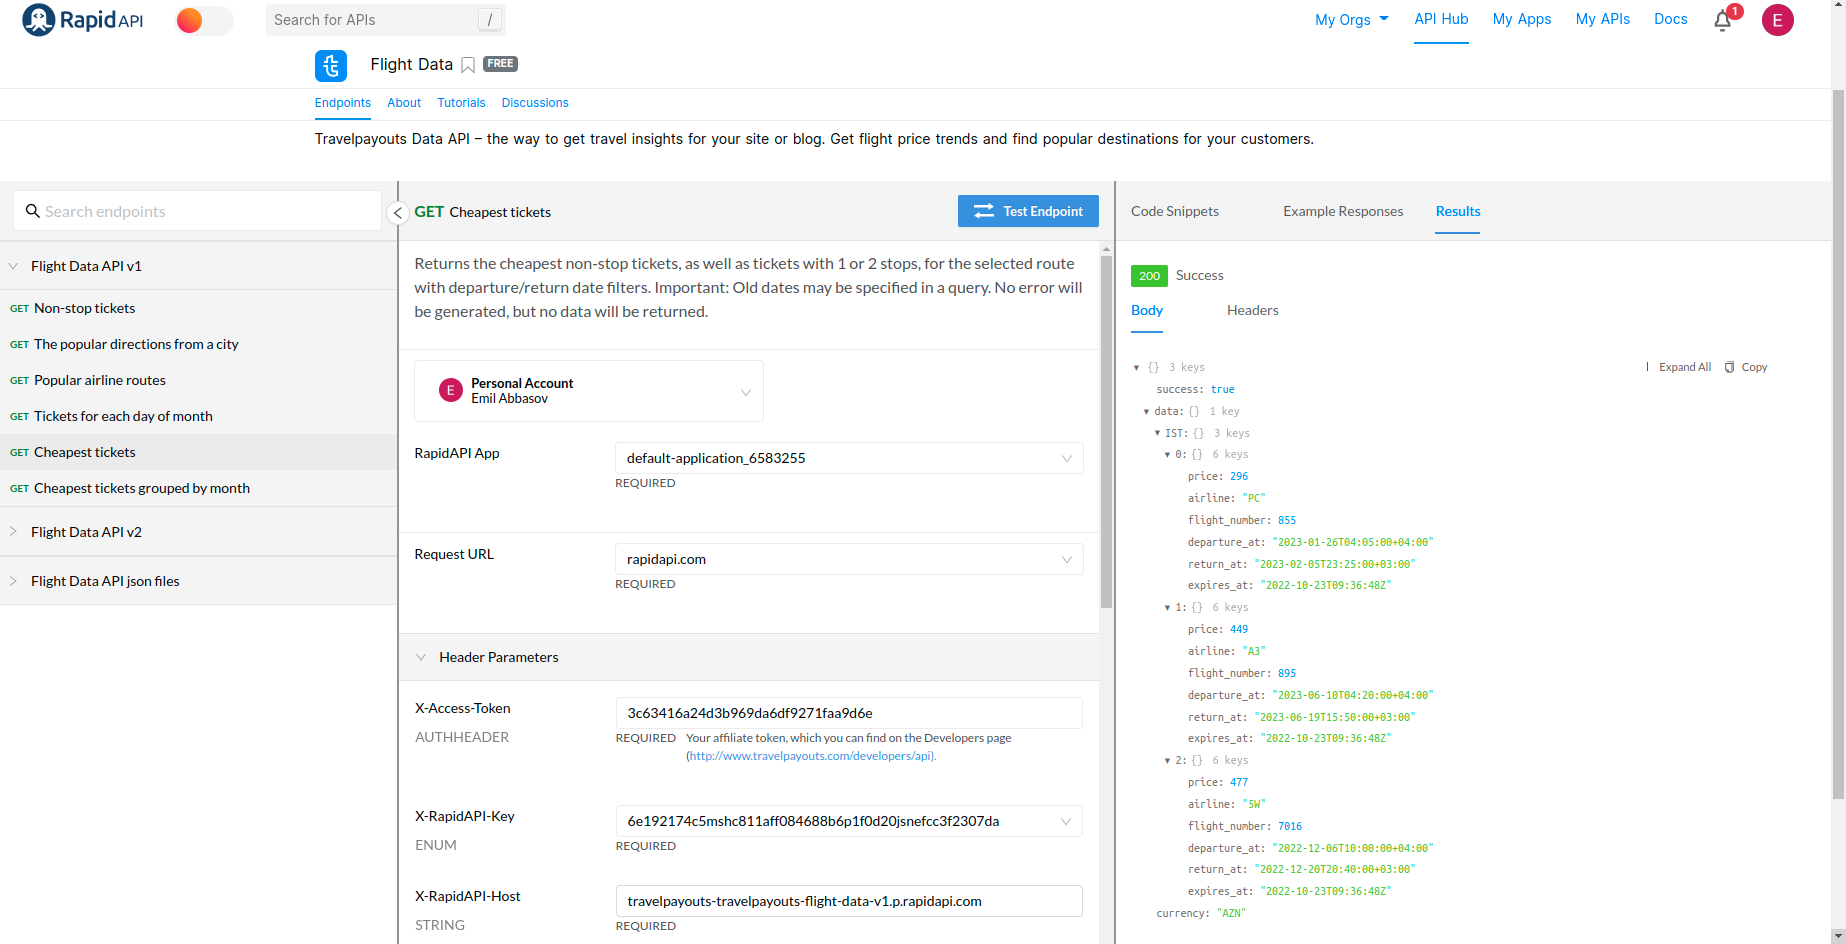 RapidAPI
Search for APIs
/
My Orgs
API Hub
My Apps
My APIs
Docs
1
E
Flight Data
FREE
Endpoints
About
Tutorials
Discussions
Travelpayouts Data API – the way to get travel insights for your site or blog. Get flight price trends and find popular destinations for your customers.
Search endpoints
Flight Data API v1
GET Non-stop tickets
GET The popular directions from a city
GET Popular airline routes
GET Tickets for each day of month
GET Cheapest tickets
GET Cheapest tickets grouped by month
Flight Data API v2
Flight Data API json files
GET Cheapest tickets
Test Endpoint
Returns the cheapest non-stop tickets, as well as tickets with 1 or 2 stops, for the selected route
with departure/return date filters. Important: Old dates may be specified in a query. No error will
be generated, but no data will be returned.
E
Personal Account
Emil Abbasov
RapidAPI App
default-application_6583255
REQUIRED
Request URL
rapidapi.com
REQUIRED
Header Parameters
X-Access-Token
AUTHHEADER
3c63416a24d3b969da6df9271faa9d6e
REQUIRED Your affiliate token, which you can find on the Developers page
(http://www.travelpayouts.com/developers/api).
X-RapidAPI-Key
ENUM
6e192174c5mshc811aff084688b6p1f0d20jsnefcc3f2307da
REQUIRED
X-RapidAPI-Host
STRING
travelpayouts-travelpayouts-flight-data-v1.p.rapidapi.com
REQUIRED
Code Snippets
Example Responses
Results
200 Success
Body
Headers
{} 3 keys
Expand All
Copy
success: true
data: {} 1 key
IST: {} 3 keys
0: {} 6 keys
price: 296
airline: "PC"
flight_number: 855
departure_at: "2023-01-26T04:05:00+04:00"
return_at: "2023-02-05T23:25:00+03:00"
expires_at: "2022-10-23T09:36:48Z"
1: {} 6 keys
price: 449
airline: "A3"
flight_number: 895
departure_at: "2023-06-10T04:20:00+04:00"
return_at: "2023-06-19T15:50:00+03:00"
expires_at: "2022-10-23T09:36:48Z"
2: {} 6 keys
price: 477
airline: "5W"
flight_number: 7016
departure_at: "2022-12-06T10:00:00+04:00"
return_at: "2022-12-20T20:40:00+03:00"
expires_at: "2022-10-23T09:36:48Z"
currency: "AZN"